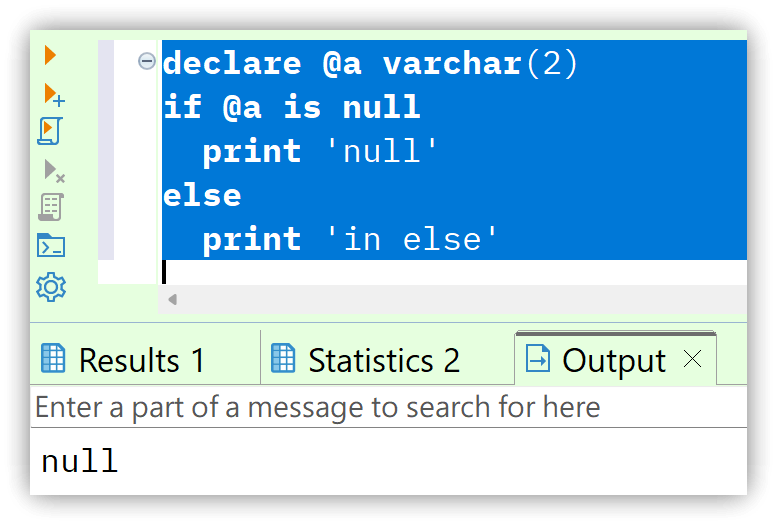 declare @a varchar(2)
if @a is null
  print 'null'
else
  print 'in else'
Results 1 Statistics 2 Output
Enter a part of a message to search for here
null